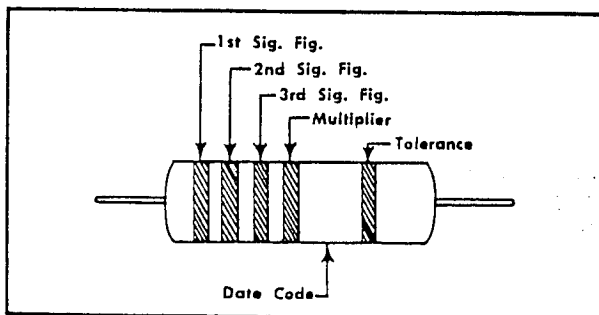 1st Sig. Fig.
2nd Sig. Fig.
3rd Sig. Fig.
Multiplier
Tolerance
Date Code